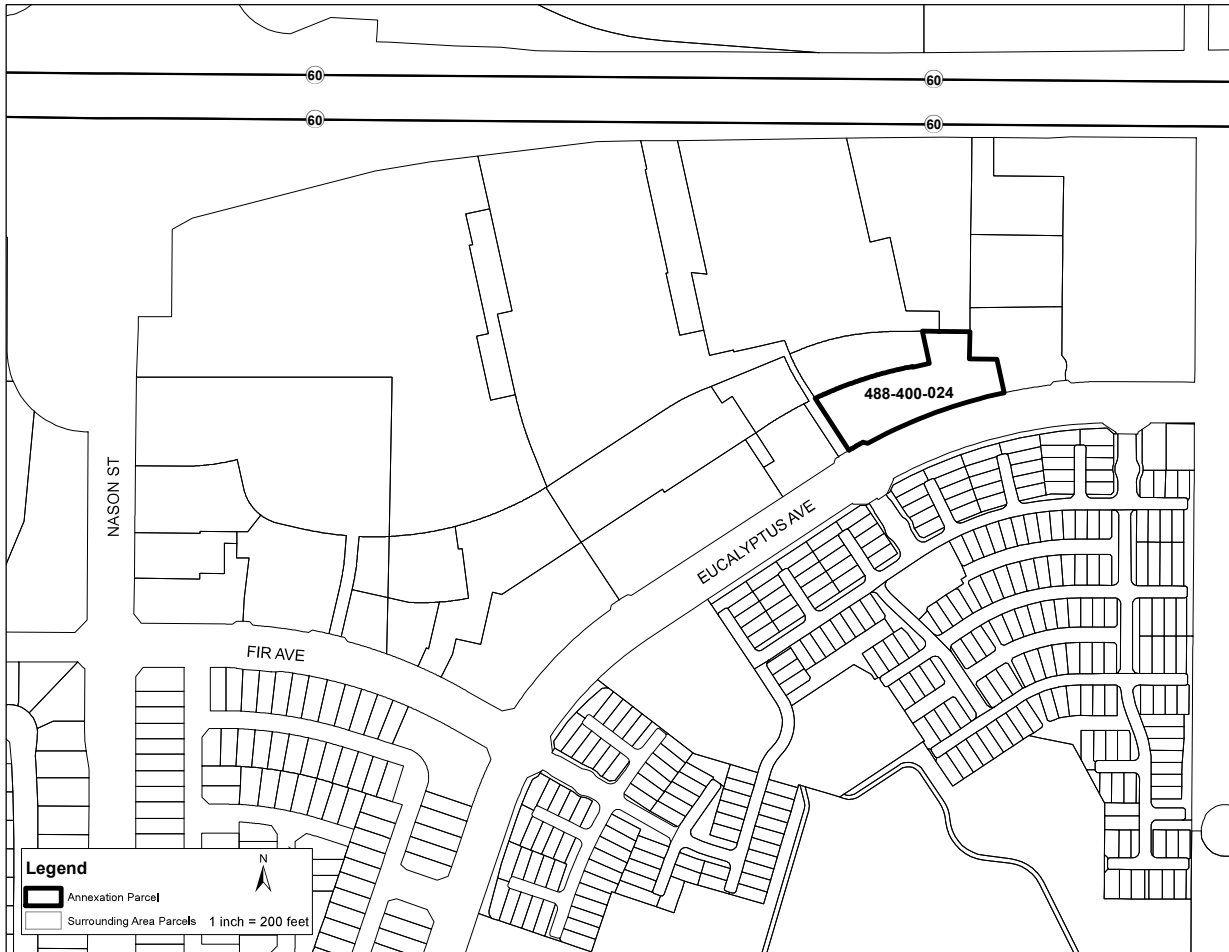 60
60
60
60
488-400-024
NASON ST
EUCALYPTUS AVE
FIR AVE
Legend
N
Annexation Parcel
Surrounding Area Parcels 1 inch = 200 feet